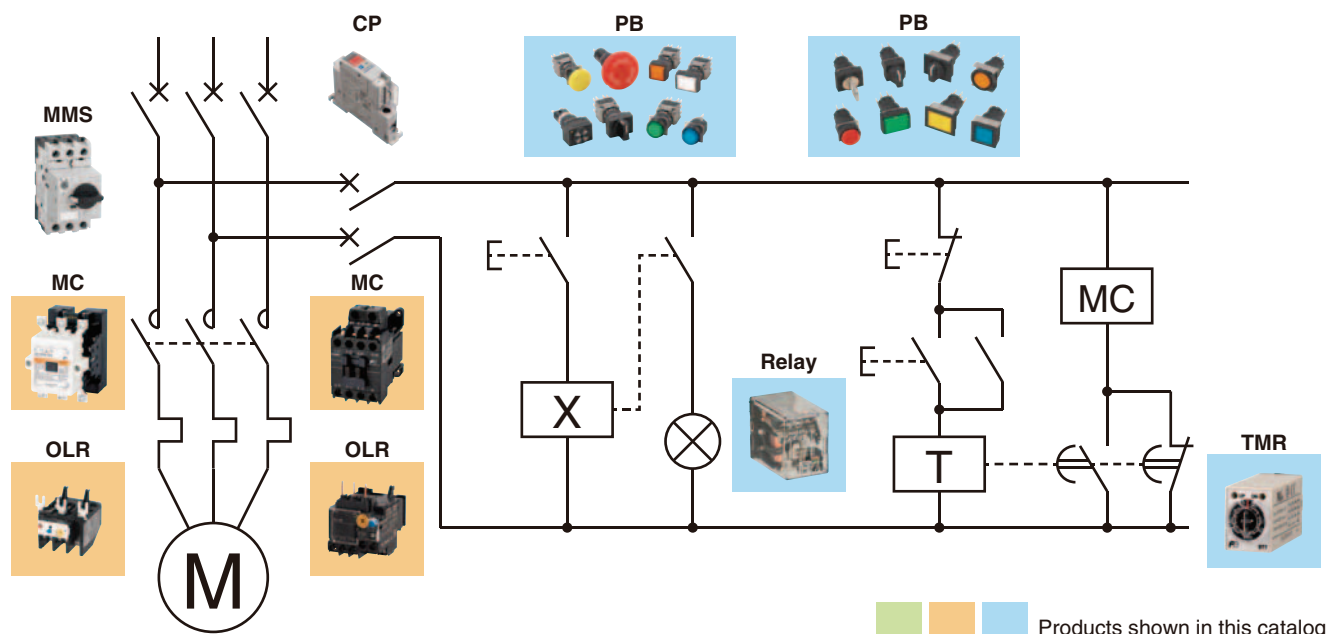 CP
PB
PB
MMS
MC
MC
MC
Relay
X
OLR
OLR
T
TMR
M
Products shown in this catalog